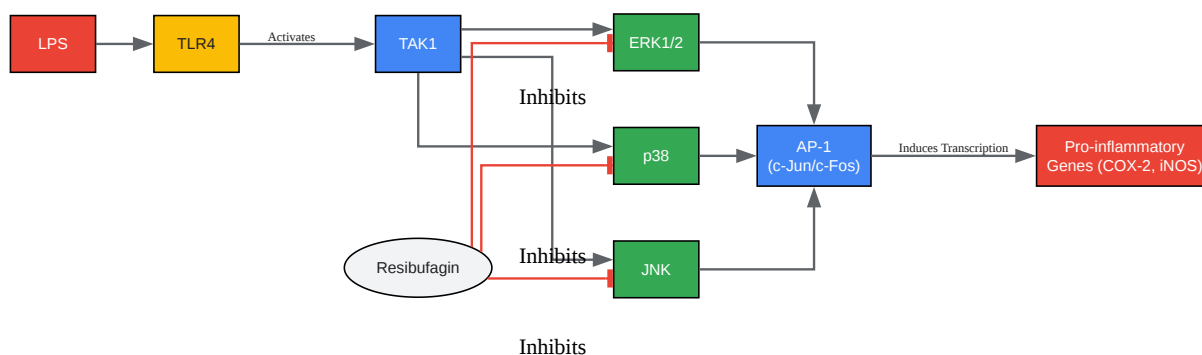 LPS
TLR4
Activates
TAK1
ERK1/2
Inhibits
p38
AP-1
(c-Jun/c-Fos)
Induces Transcription
Pro-inflammatory
Genes (COX-2, iNOS)
Resibufagin
Inhibits
JNK
Inhibits